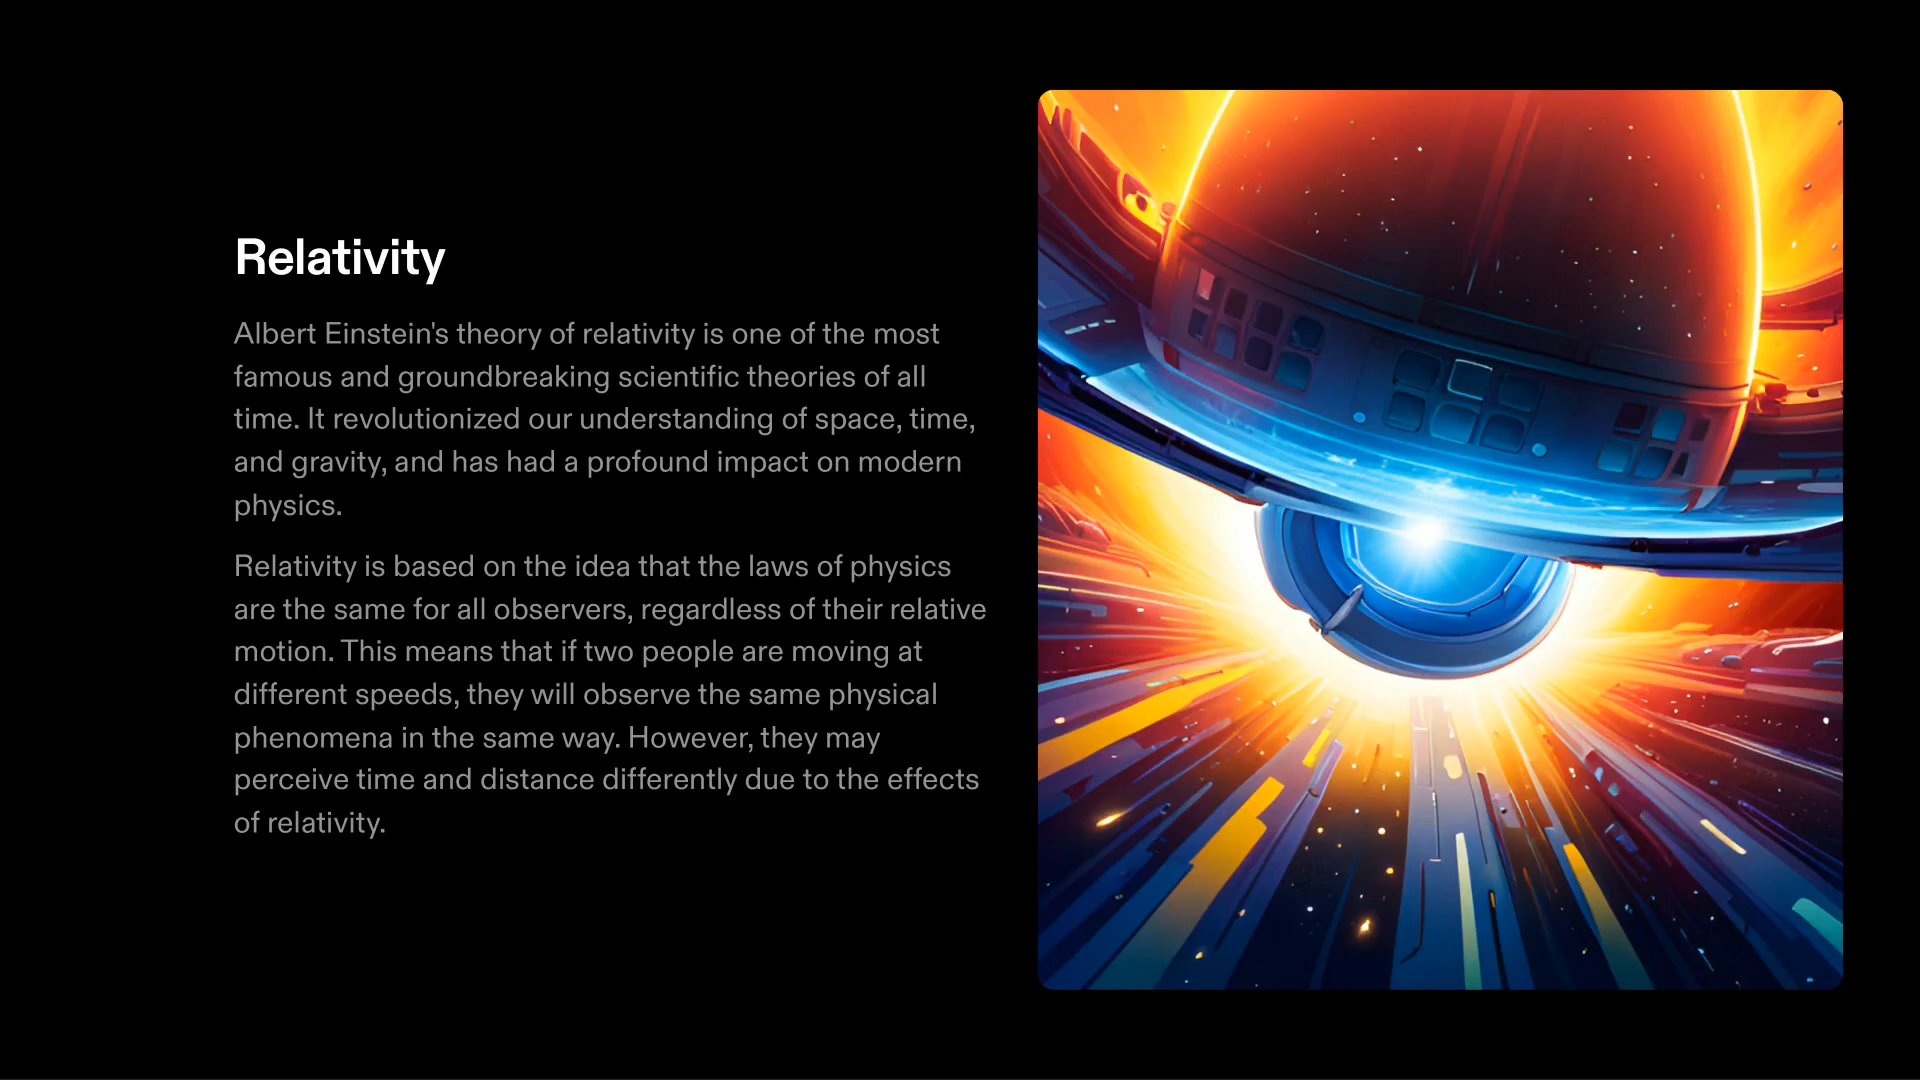 Relativity
Albert Einstein's theory of relativity is one of the most
famous and groundbreaking scientific theories of all
time. It revolutionized our understanding of space, time,
and gravity, and has had a profound impact on modern
physics.
Relativity is based on the idea that the laws of physics
are the same for all observers, regardless of their relative
motion. This means that if two people are moving at
different speeds, they will observe the same physical
phenomena in the same way. However, they may
perceive time and distance differently due to the effects
of relativity.